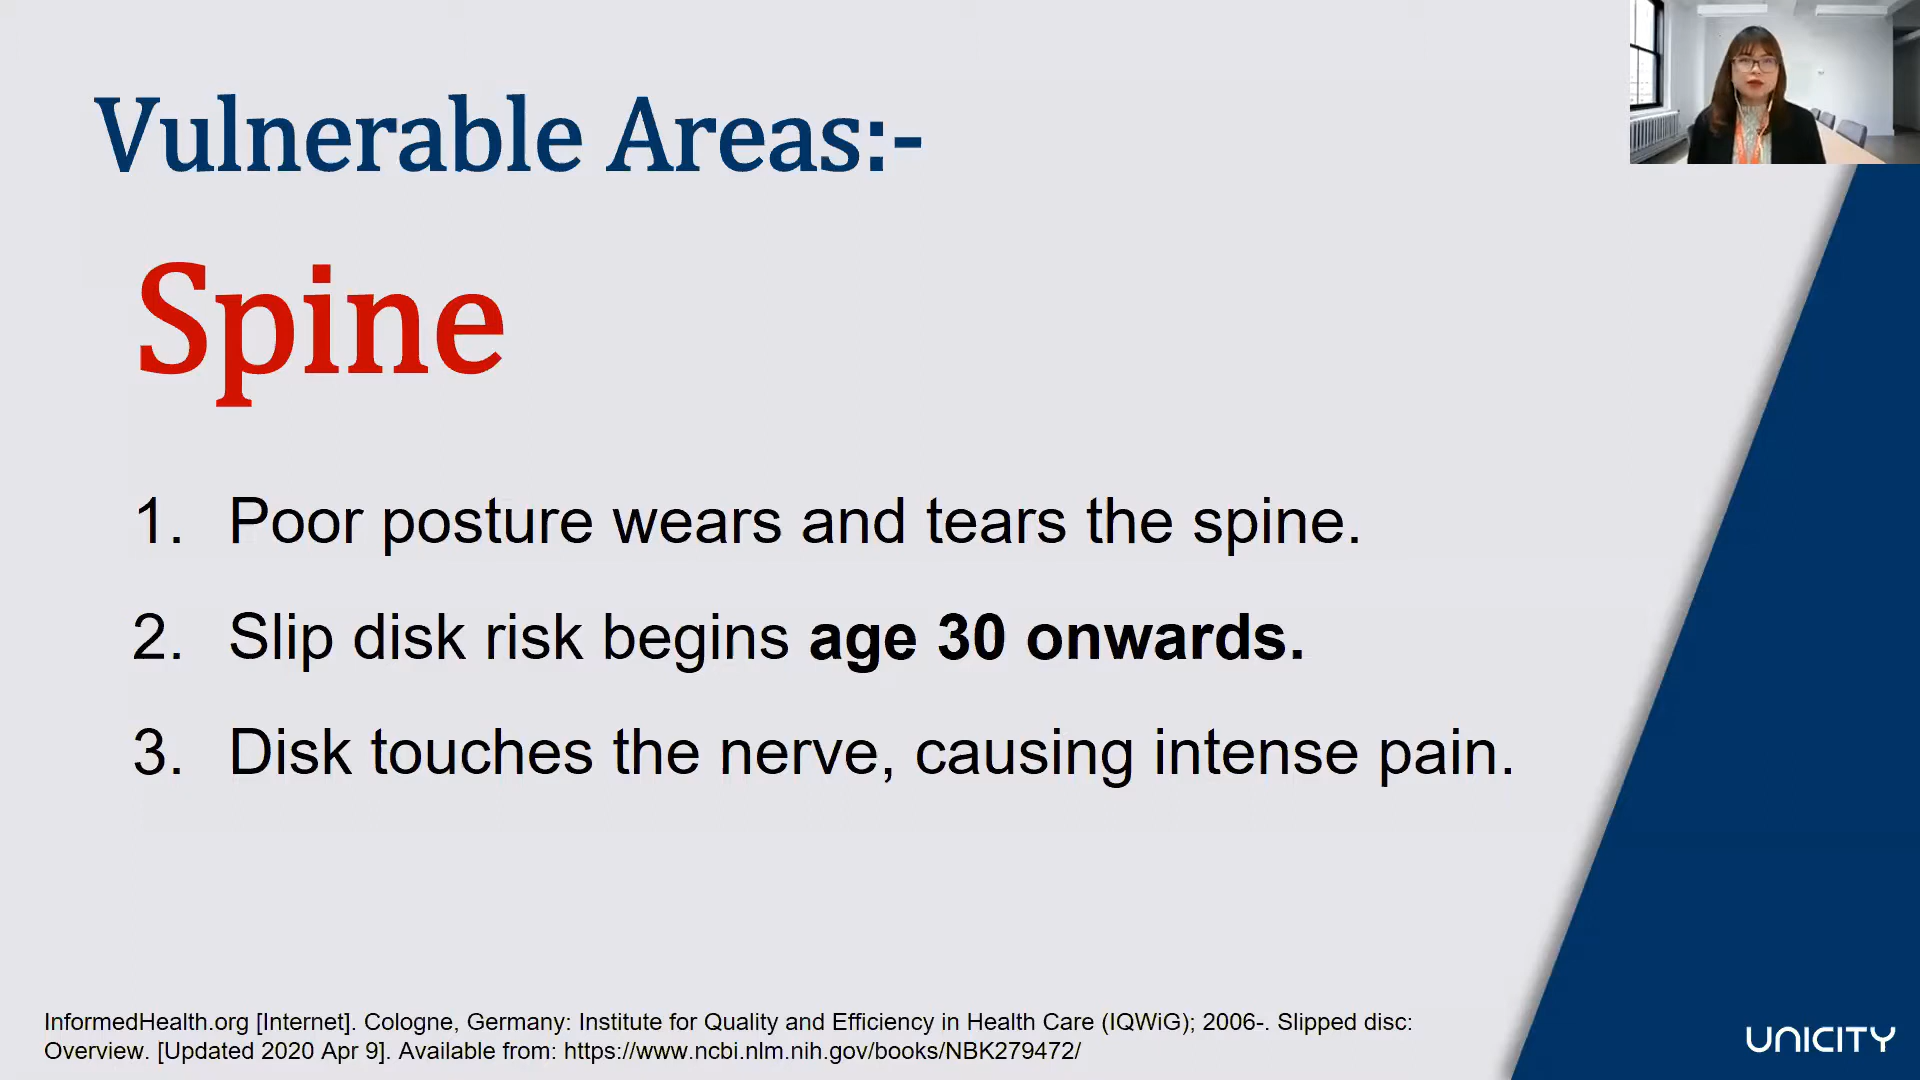 Vulnerable Areas:-
Spine
1. Poor posture wears and tears the spine.
2. Slip disk risk begins age 30 onwards.
3. Disk touches the nerve, causing intense pain.
InformedHealth.org [Internet]. Cologne, Germany: Institute for Quality and Efficiency in Health Care (IQWiG); 2006-. Slipped disc:
Overview. [Updated 2020 Apr 9]. Available from: https://www.ncbi.nlm.nih.gov/books/NBK279472/
UNICITY